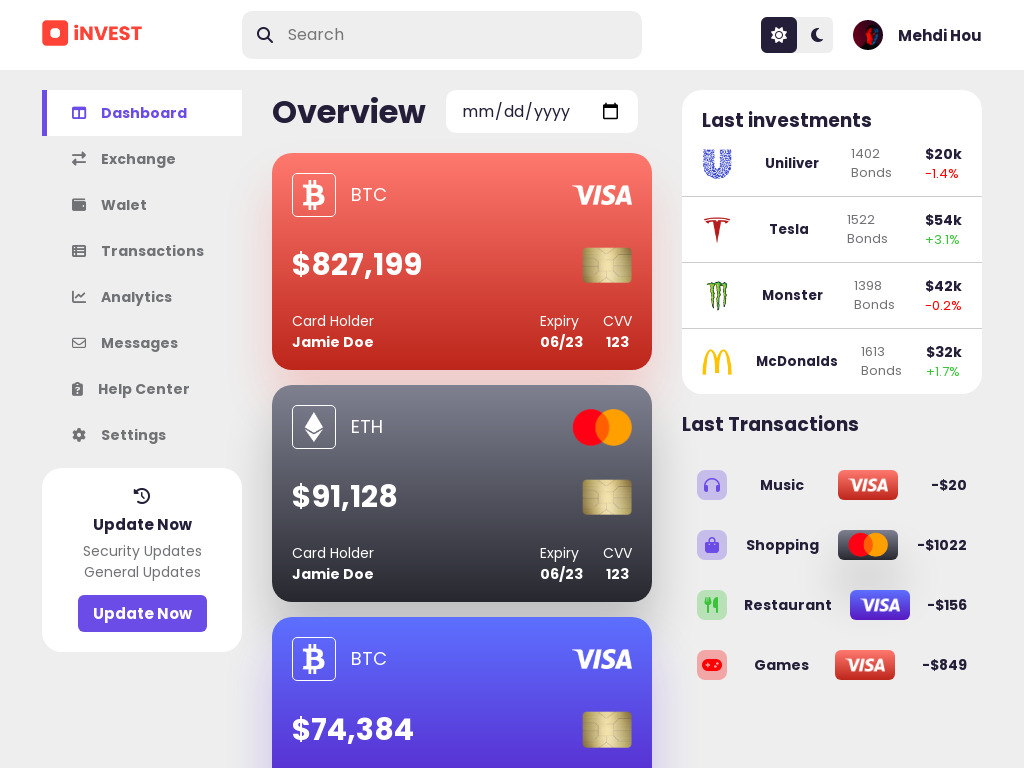 iNVEST
Search
Mehdi Hou
Dashboard
Exchange
Walet
Transactions
Analytics
Messages
Help Center
Settings
Update Now
Security Updates
General Updates
Update Now
Overview
mm/dd/yyyy
BTC
VISA
$827,199
Card Holder Expiry CVV
Jamie Doe 06/23 123
ETH
$91,128
Card Holder Expiry CVV
Jamie Doe 06/23 123
BTC
VISA
$74,384
Last investments
Uniliver 1402 Bonds $20k -1.4%
Tesla 1522 Bonds $54k +3.1%
Monster 1398 Bonds $42k -0.2%
McDonalds 1613 Bonds $32k +1.7%
Last Transactions
Music VISA -$20
Shopping -$1022
Restaurant VISA -$156
Games VISA -$849